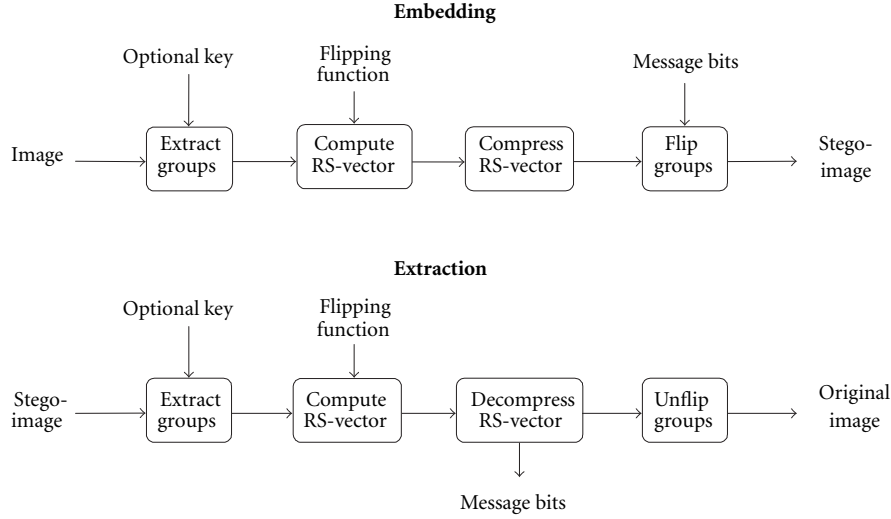 Embedding
Optional key
Flipping
function
Message bits
Image
Extract
groups
Compute
RS-vector
Compress
RS-vector
Flip
groups
Stego-
image
Extraction
Optional key
Flipping
function
Stego-
image
Extract
groups
Compute
RS-vector
Decompress
RS-vector
Unflip
groups
Original
image
Message bits